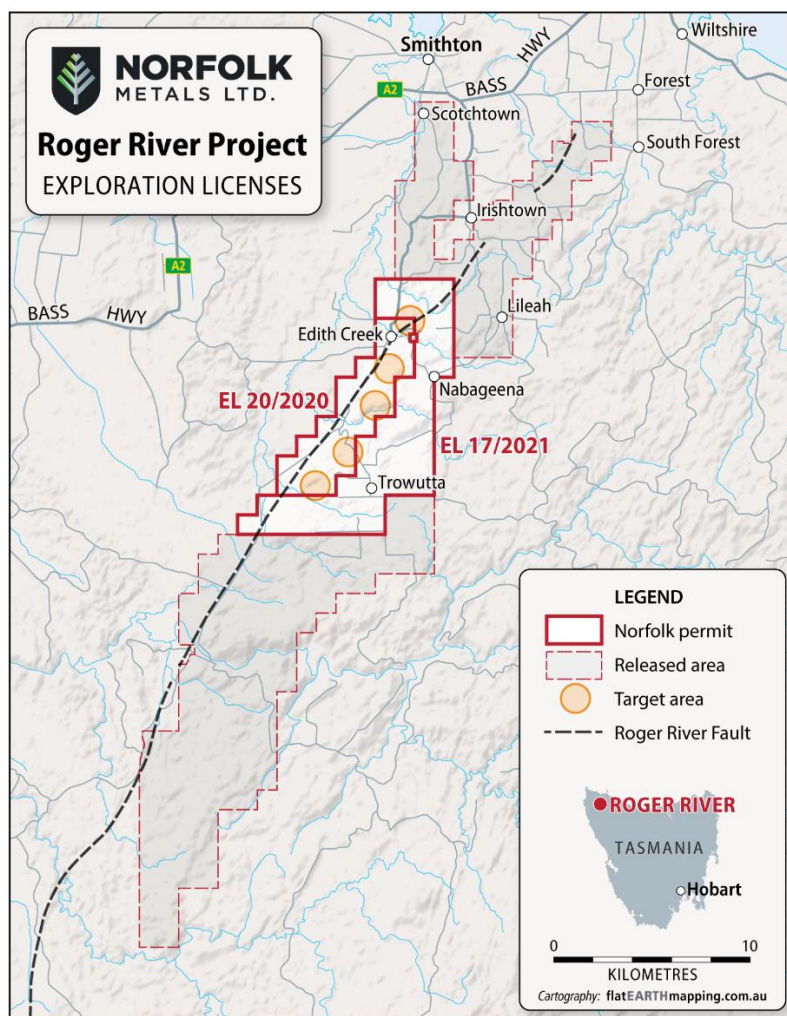 NORFOLK
METALS LTD.
Roger River Project
EXPLORATION LICENSES
Smithton
Wiltshire
BASS HWY
A2
Forest
Scotchtown
South Forest
Irishtown
A2
BASS HWY
Lileah
Edith Creek
Nabageena
EL 20/2020
EL 17/2021
Trowutta
LEGEND
Norfolk permit
Released area
Target area
Roger River Fault
ROGER RIVER
TASMANIA
Hobart
0 10
KILOMETRES
Cartography: flatEARTHmapping.com.au